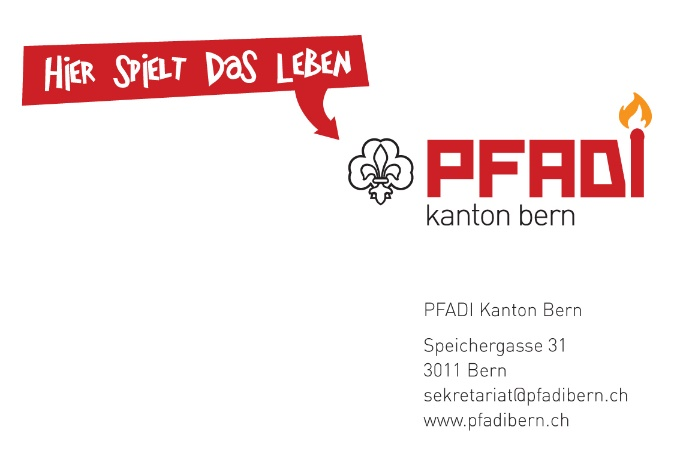 HiER SPiELT DaS LEBEN
PFADI
kanton bern
PFADI Kanton Bern
Speichergasse 31
3011 Bern
sekretariat@pfadibern.ch
www.pfadibern.ch